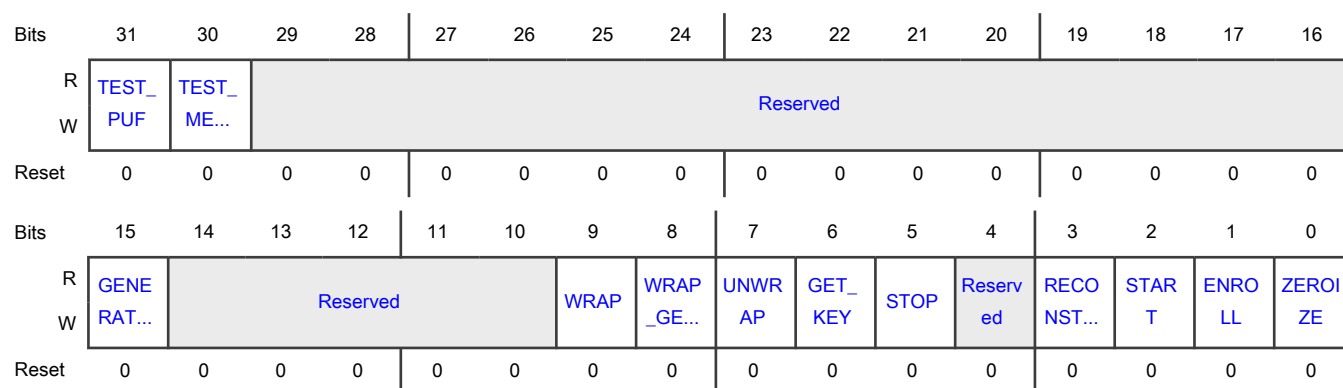 Bits 31 30 29 28 27 26 25 24 23 22 21 20 19 18 17 16
R TEST_ TEST_ Reserved
W PUF ME...
Reset 0 0 0 0 0 0 0 0 0 0 0 0 0 0 0 0
Bits 15 14 13 12 11 10 9 8 7 6 5 4 3 2 1 0
R GENE Reserved WRAP WRAP UNWR GET_ STOP Reserv RECO STAR ENRO ZEROI
W RAT... _GE... AP KEY ed NST... T LL ZE
Reset 0 0 0 0 0 0 0 0 0 0 0 0 0 0 0 0